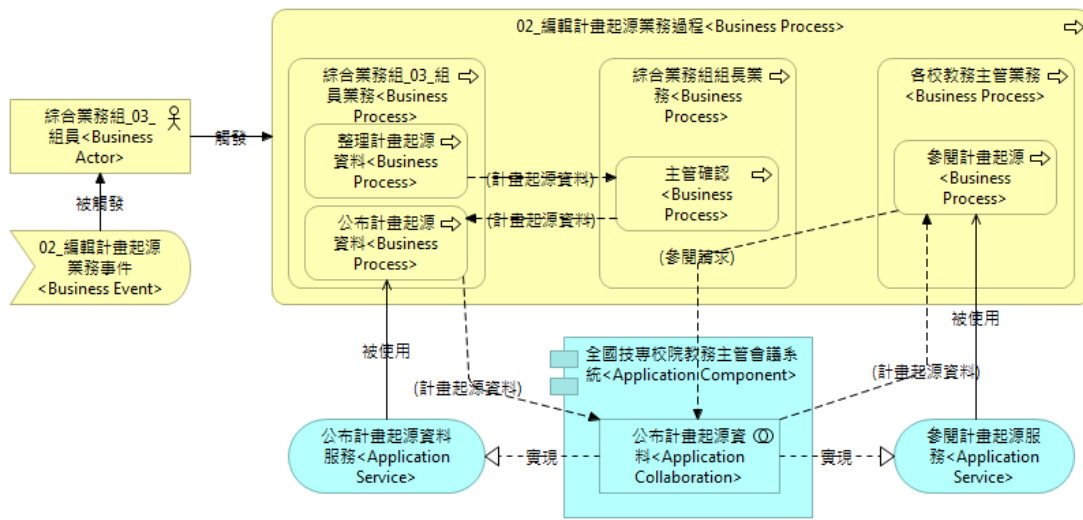 02_編輯計畫起源業務過程<Business Process>
綜合業務組_03_組
員業務<Business
Process>
綜合業務組組長業
務<Business
Process>
各校教務主管業務
<Business Process>
綜合業務組_03_
組員<Business
Actor>
觸發
整理計畫起源
資料<Business
Process>
(計畫起源資料)
主管確認
<Business
Process>
參閱計畫起源
<Business
Process>
被觸發
公布計畫起源
資料<Business
Process>
(計畫起源資料)
(參閱請求)
02_編輯計畫起源
業務事件
<Business Event>
被使用
被使用
全國技專校院教務主管會議系
統<Application Component>
(計畫起源資料)
(計畫起源資料)
公布計畫起源資料
服務<Application
Service>
實現
公布計畫起源資
料<Application
Collaboration>
實現
參閱計畫起源服
務<Application
Service>